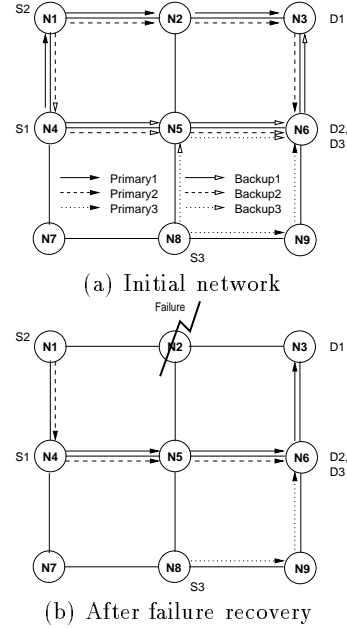 S2 N1 N2 N3 D1
S1 N4 N5 N6 D2,
D3
Primary1 Backup1
Primary2 Backup2
Primary3 Backup3
N7 N8 N9
S3
(a) Initial network
Failure
S2 N1 N2 N3 D1
S1 N4 N5 N6 D2,
D3
N7 N8 N9
S3
(b) After failure recovery